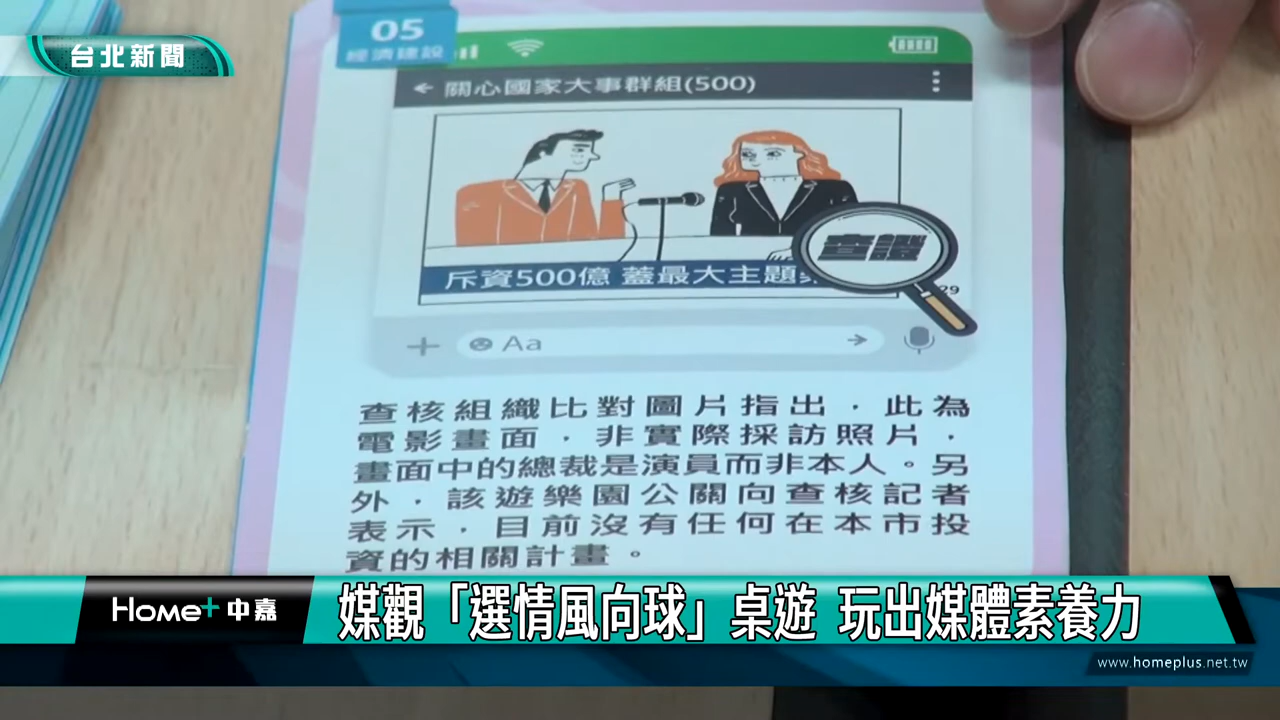 台北新聞
05
經濟建設
關心國家大事群組(500)
查證
斥資500億 蓋最大主題
29
Aa
查核組織比對圖片指出，此為
電影畫面，非實際採訪照片，
畫面中的總裁是演員而非本人。另
外，該遊樂園公關向查核記者
表示，目前沒有任何在本市投
資的相關計畫。
Home+中嘉
媒觀「選情風向球」桌遊 玩出媒體素養力
www.homeplus.net.tw